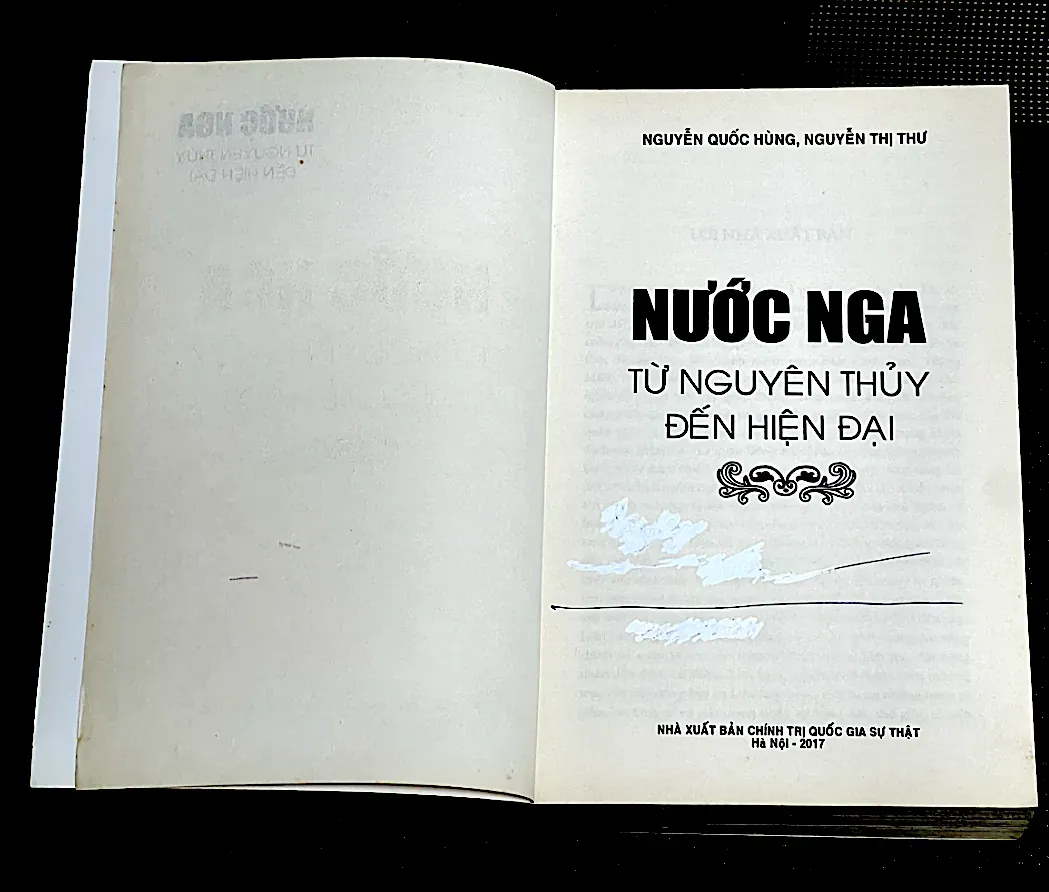 NGUYỄN QUỐC HÙNG, NGUYỄN THỊ THƯ
NƯỚC NGA
TỪ NGUYÊN THỦY
ĐẾN HIỆN ĐẠI
NHÀ XUẤT BẢN CHÍNH TRỊ QUỐC GIA SỰ THẬT
Hà Nội - 2017